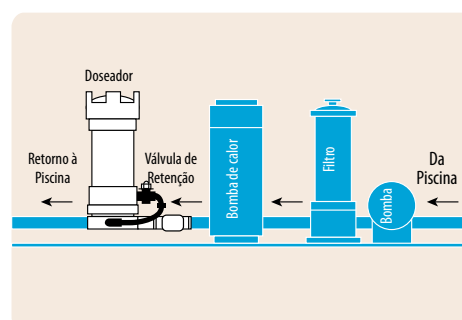 Doseador
Retorno à
Piscina
Válvula de
Retenção
Bomba de calor
Filtro
Bomba
Da
Piscina